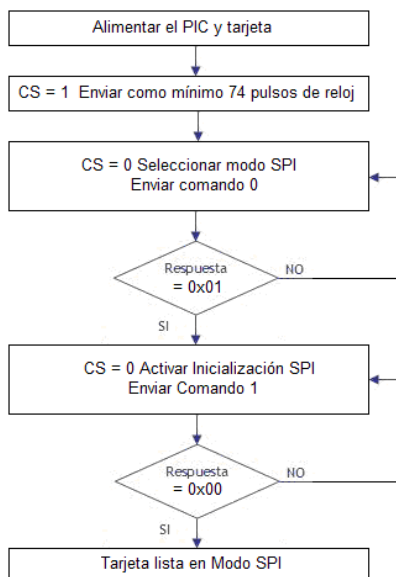 Alimentar el PIC y tarjeta
CS = 1 Enviar como mínimo 74 pulsos de reloj
CS = 0 Seleccionar modo SPI
Enviar comando 0
Respuesta
= 0x01
NO
SI
CS = 0 Activar Inicialización SPI
Enviar Comando 1
Respuesta
= 0x00
NO
SI
Tarjeta lista en Modo SPI